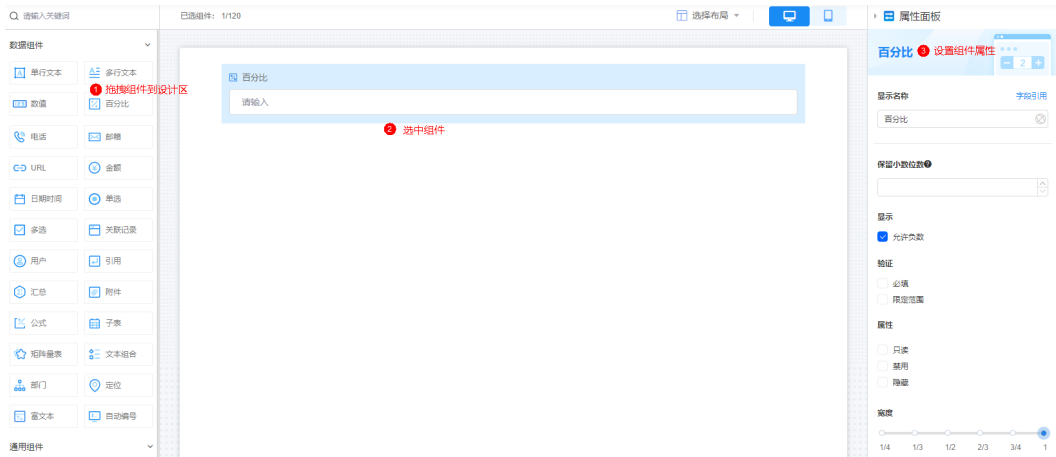 请输入关键词
已选组件：1/120
选择布局
属性面板
数据组件
单行文本
多行文本
1 拖拽组件到设计区
数值
百分比
电话
邮箱
URL
金额
日期时间
单选
多选
关联记录
用户
引用
汇总
附件
公式
子表
矩阵量表
文本组合
部门
定位
富文本
自动编号
通用组件
百分比
请输入
2 选中组件
百分比
3 设置组件属性
2
显示名称
字段引用
百分比
保留小数位数
显示
允许负数
验证
必填
限定范围
属性
只读
禁用
隐藏
宽度
1/4 1/3 1/2 2/3 3/4 1